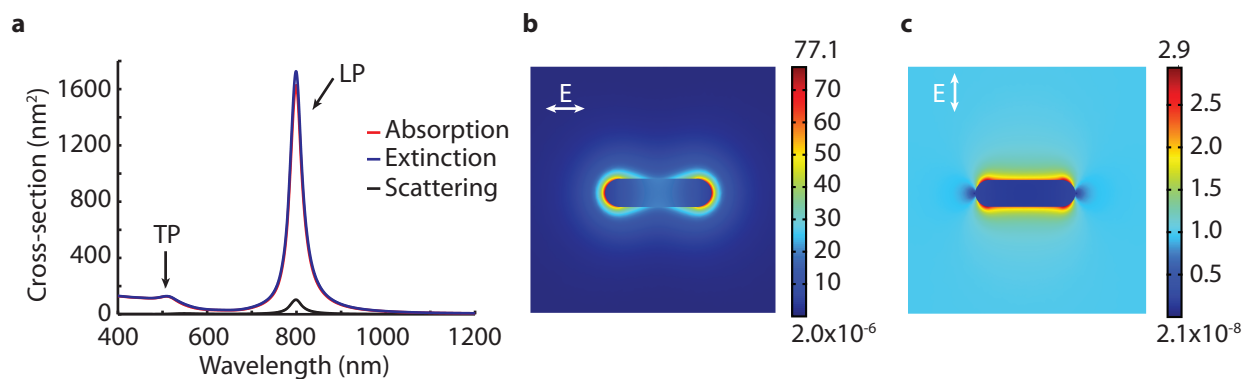 a
Cross-section (nm²)
1600
1200
800
400
0
TP
LP
Absorption
Extinction
Scattering
400
600
800
1000
1200
Wavelength (nm)
b
E
77.1
70
60
50
40
30
20
10
2.0x10⁻⁶
c
E
2.9
2.5
2.0
1.5
1.0
0.5
2.1x10⁻⁸